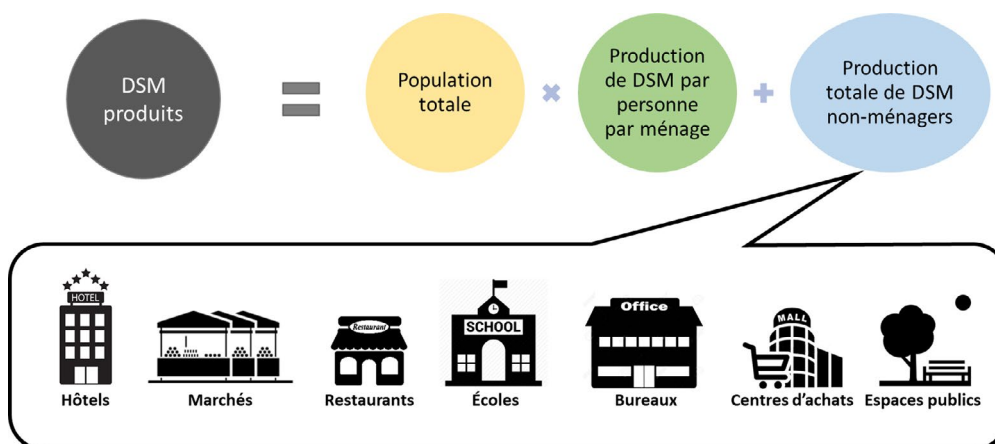 DSM
produits
=
Population
totale
×
Production
de DSM par
personne
par ménage
+
Production
totale de DSM
non-ménagers
HOTEL
Restaurant
SCHOOL
Office
MALL
Hôtels
Marchés
Restaurants
Écoles
Bureaux
Centres d'achats
Espaces publics